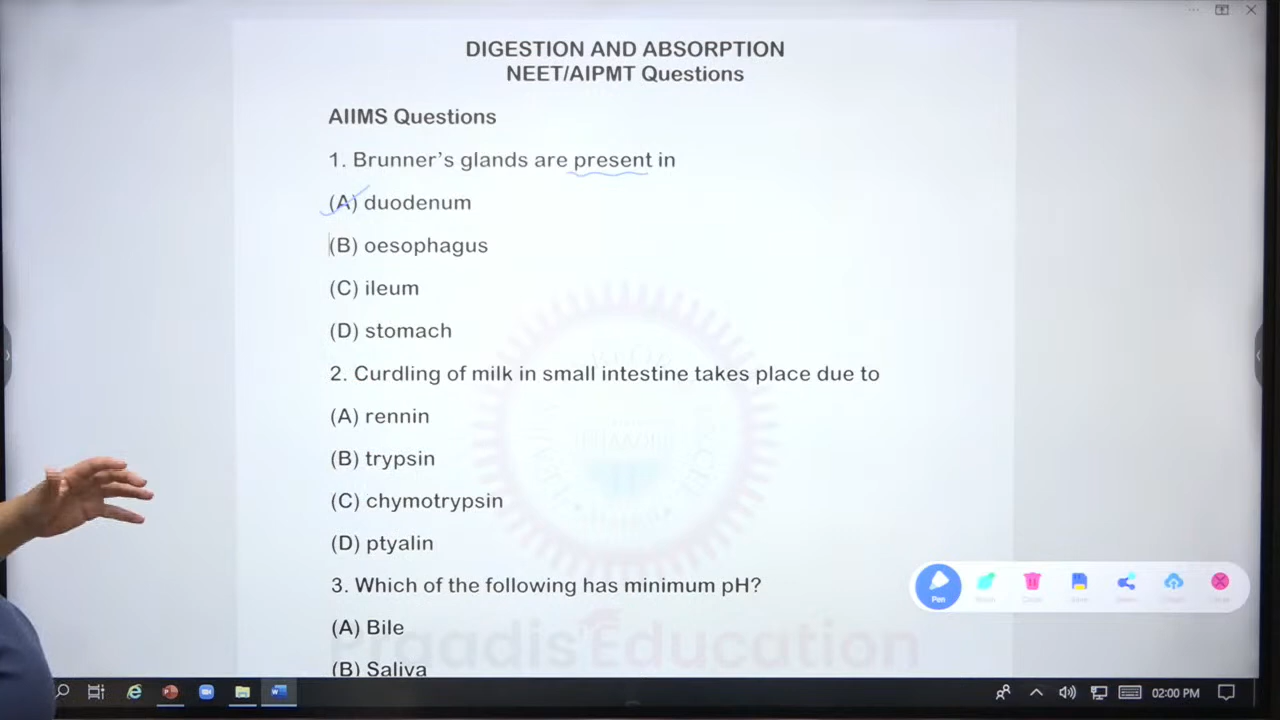 DIGESTION AND ABSORPTION
NEET/AIPMT Questions
AIIMS Questions
1. Brunner's glands are present in
(A) duodenum
(B) oesophagus
(C) ileum
(D) stomach
2. Curdling of milk in small intestine takes place due to
(A) rennin
(B) trypsin
(C) chymotrypsin
(D) ptyalin
3. Which of the following has minimum pH?
(A) Bile
Praadis Education
(B) Saliva
Pen
02:00 PM